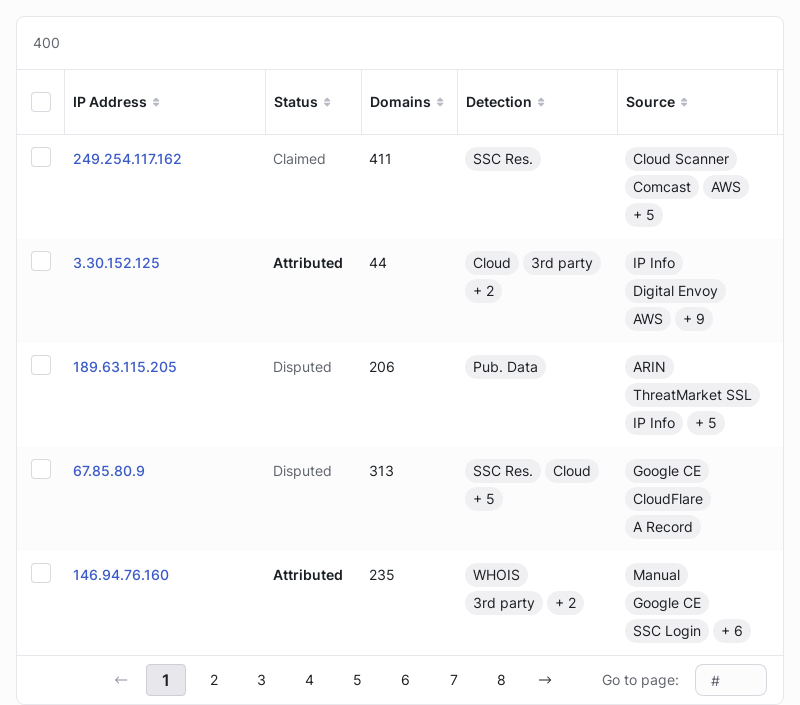 400
IP Address Status Domains Detection Source
249.254.117.162 Claimed 411 SSC Res. Cloud Scanner
Comcast AWS
+ 5
3.30.152.125 Attributed 44 Cloud 3rd party IP Info
+ 2 Digital Envoy
AWS + 9
189.63.115.205 Disputed 206 Pub. Data ARIN
ThreatMarket SSL
IP Info + 5
67.85.80.9 Disputed 313 SSC Res. Cloud Google CE
+ 5 CloudFlare
A Record
146.94.76.160 Attributed 235 WHOIS Manual
3rd party + 2 Google CE
SSC Login + 6
← 1 2 3 4 5 6 7 8 → Go to page: #